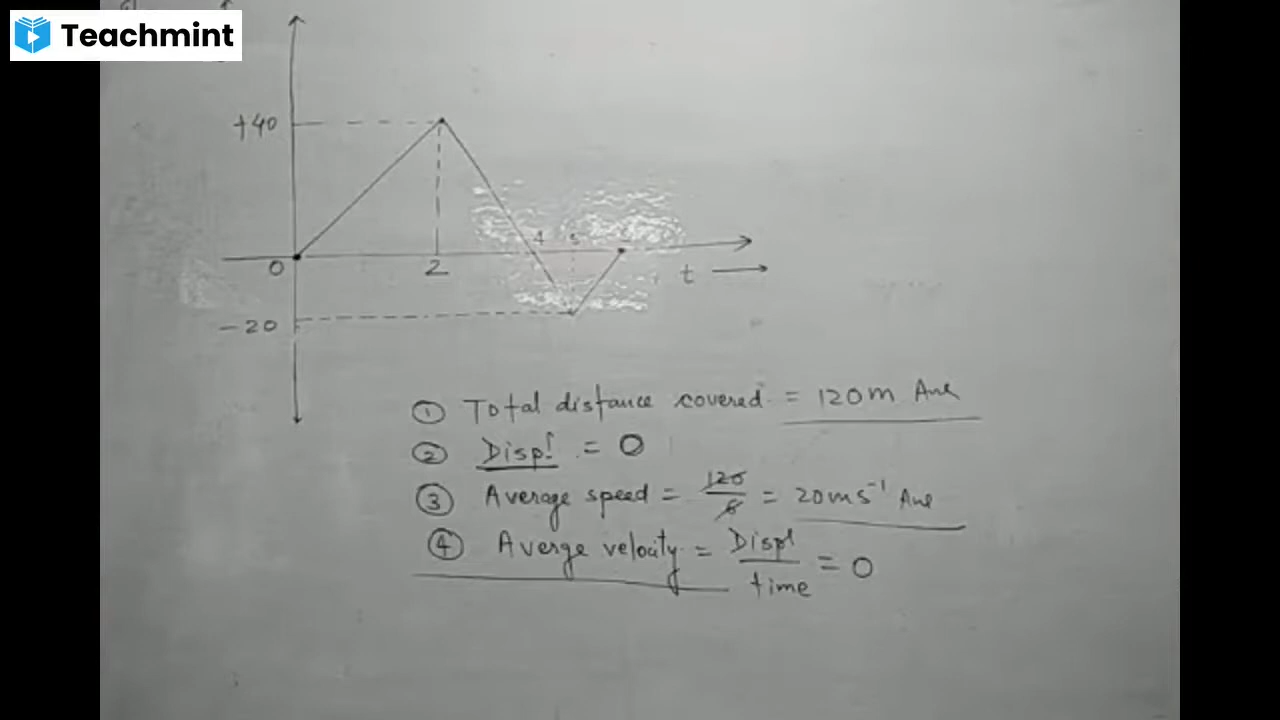 Teachmint
+40
4 5
0 2
t
-20
① Total distance covered = 120m Ans
② Displ. = 0
③ Average speed = 120/6 = 20ms⁻¹ Ans
④ Averge velocity = Displ/time = 0